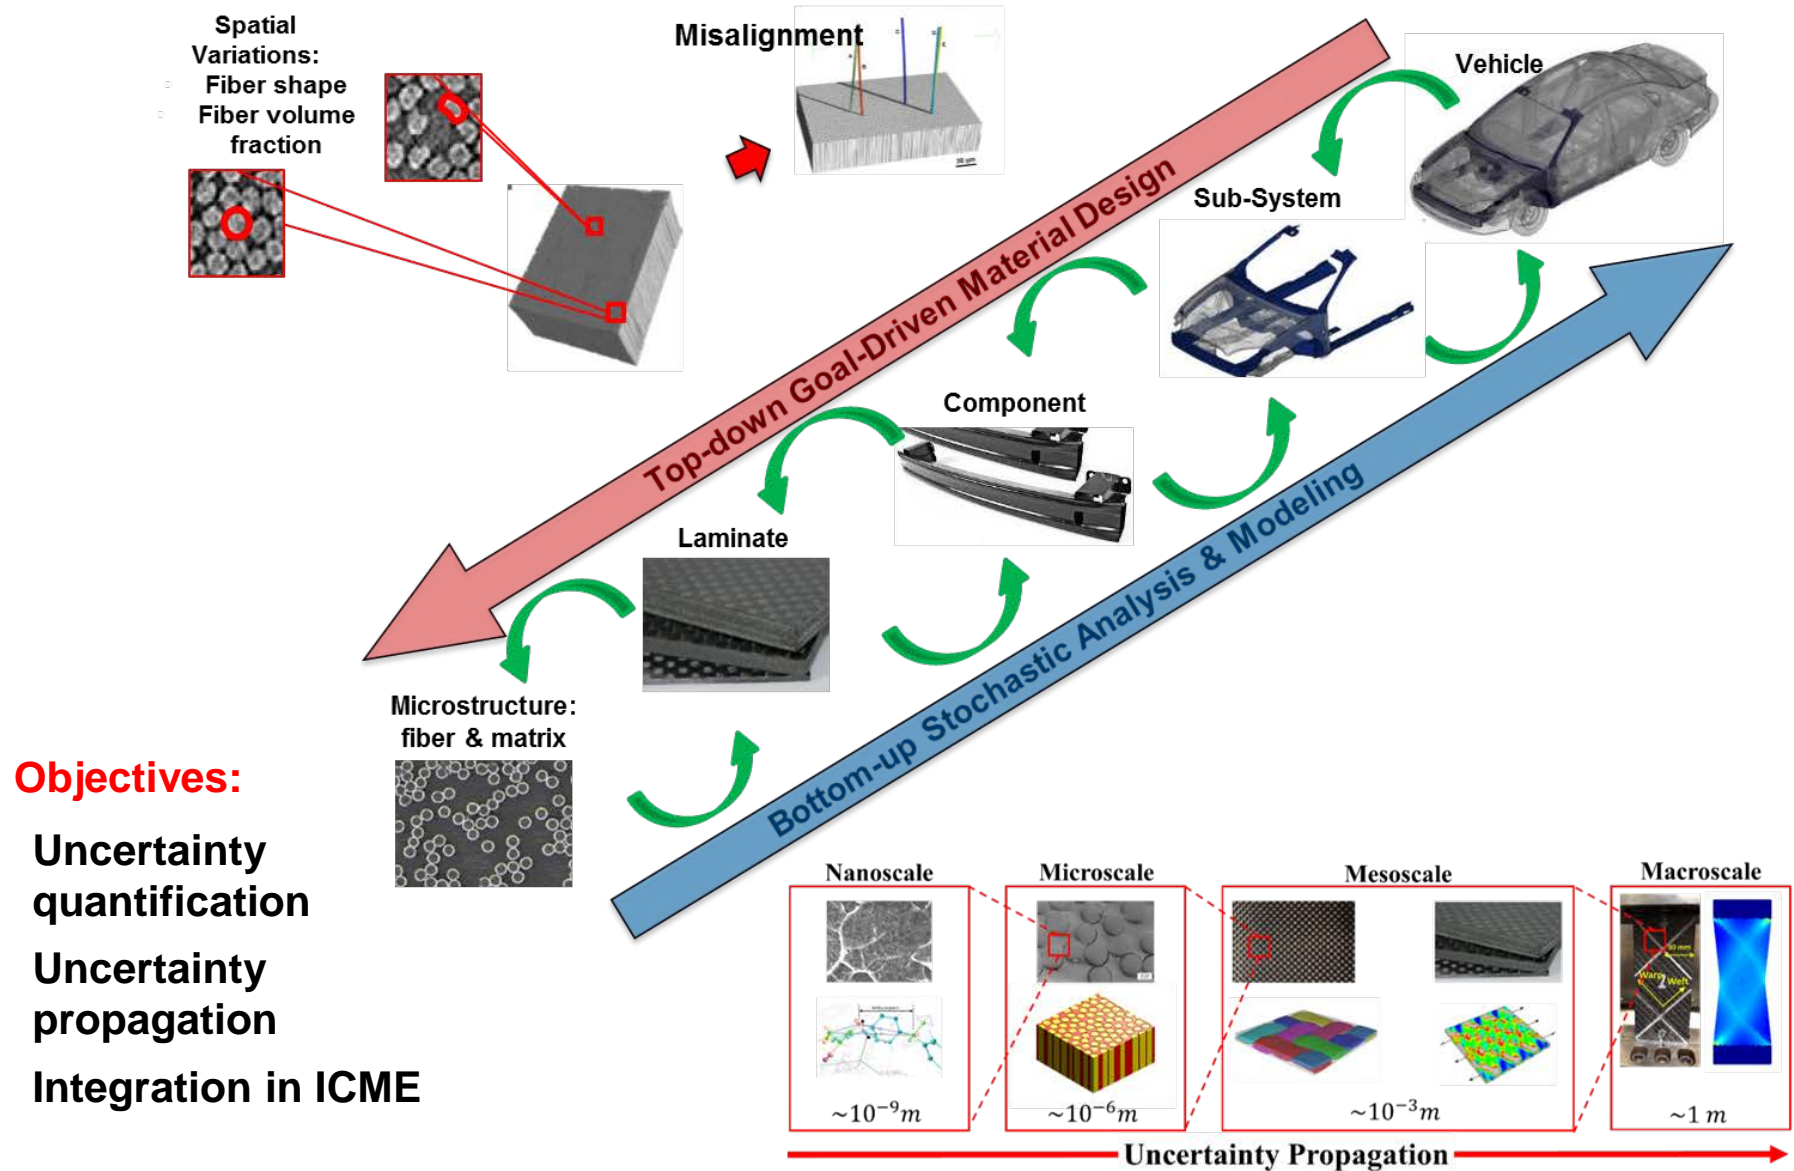 Spatial
Variations:
Fiber shape
Fiber volume
fraction
Misalignment
Vehicle
Sub-System
Component
Laminate
Microstructure:
fiber & matrix
Top-down Goal-Driven Material Design
Bottom-up Stochastic Analysis & Modeling
Objectives:
Uncertainty
quantification
Uncertainty
propagation
Integration in ICME
Nanoscale
Microscale
Mesoscale
Macroscale
Warp
Weft
~10⁻⁹m
~10⁻⁶m
~10⁻³m
~1 m
Uncertainty Propagation